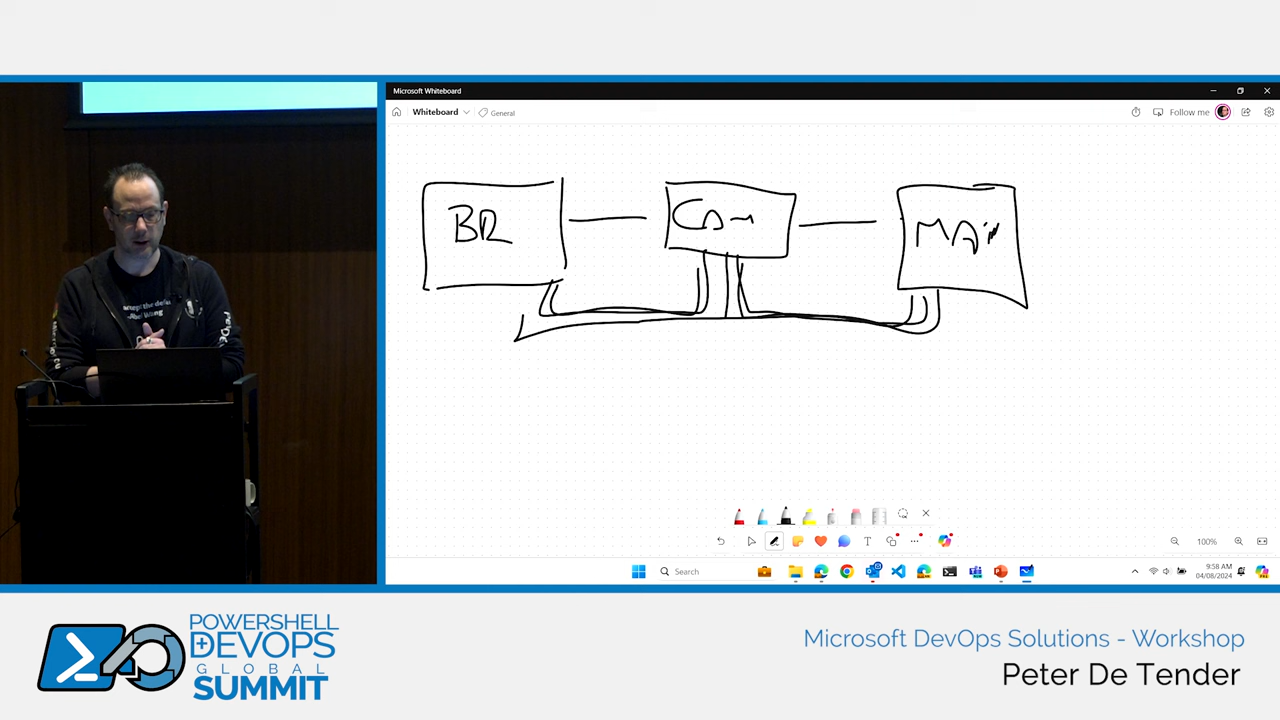 Microsoft Whiteboard
Whiteboard
General
Follow me
BR
100%
Search
9:58 AM
04/08/2024
POWERSHELL
DEVOPS
GLOBAL
SUMMIT
Microsoft DevOps Solutions - Workshop
Peter De Tender